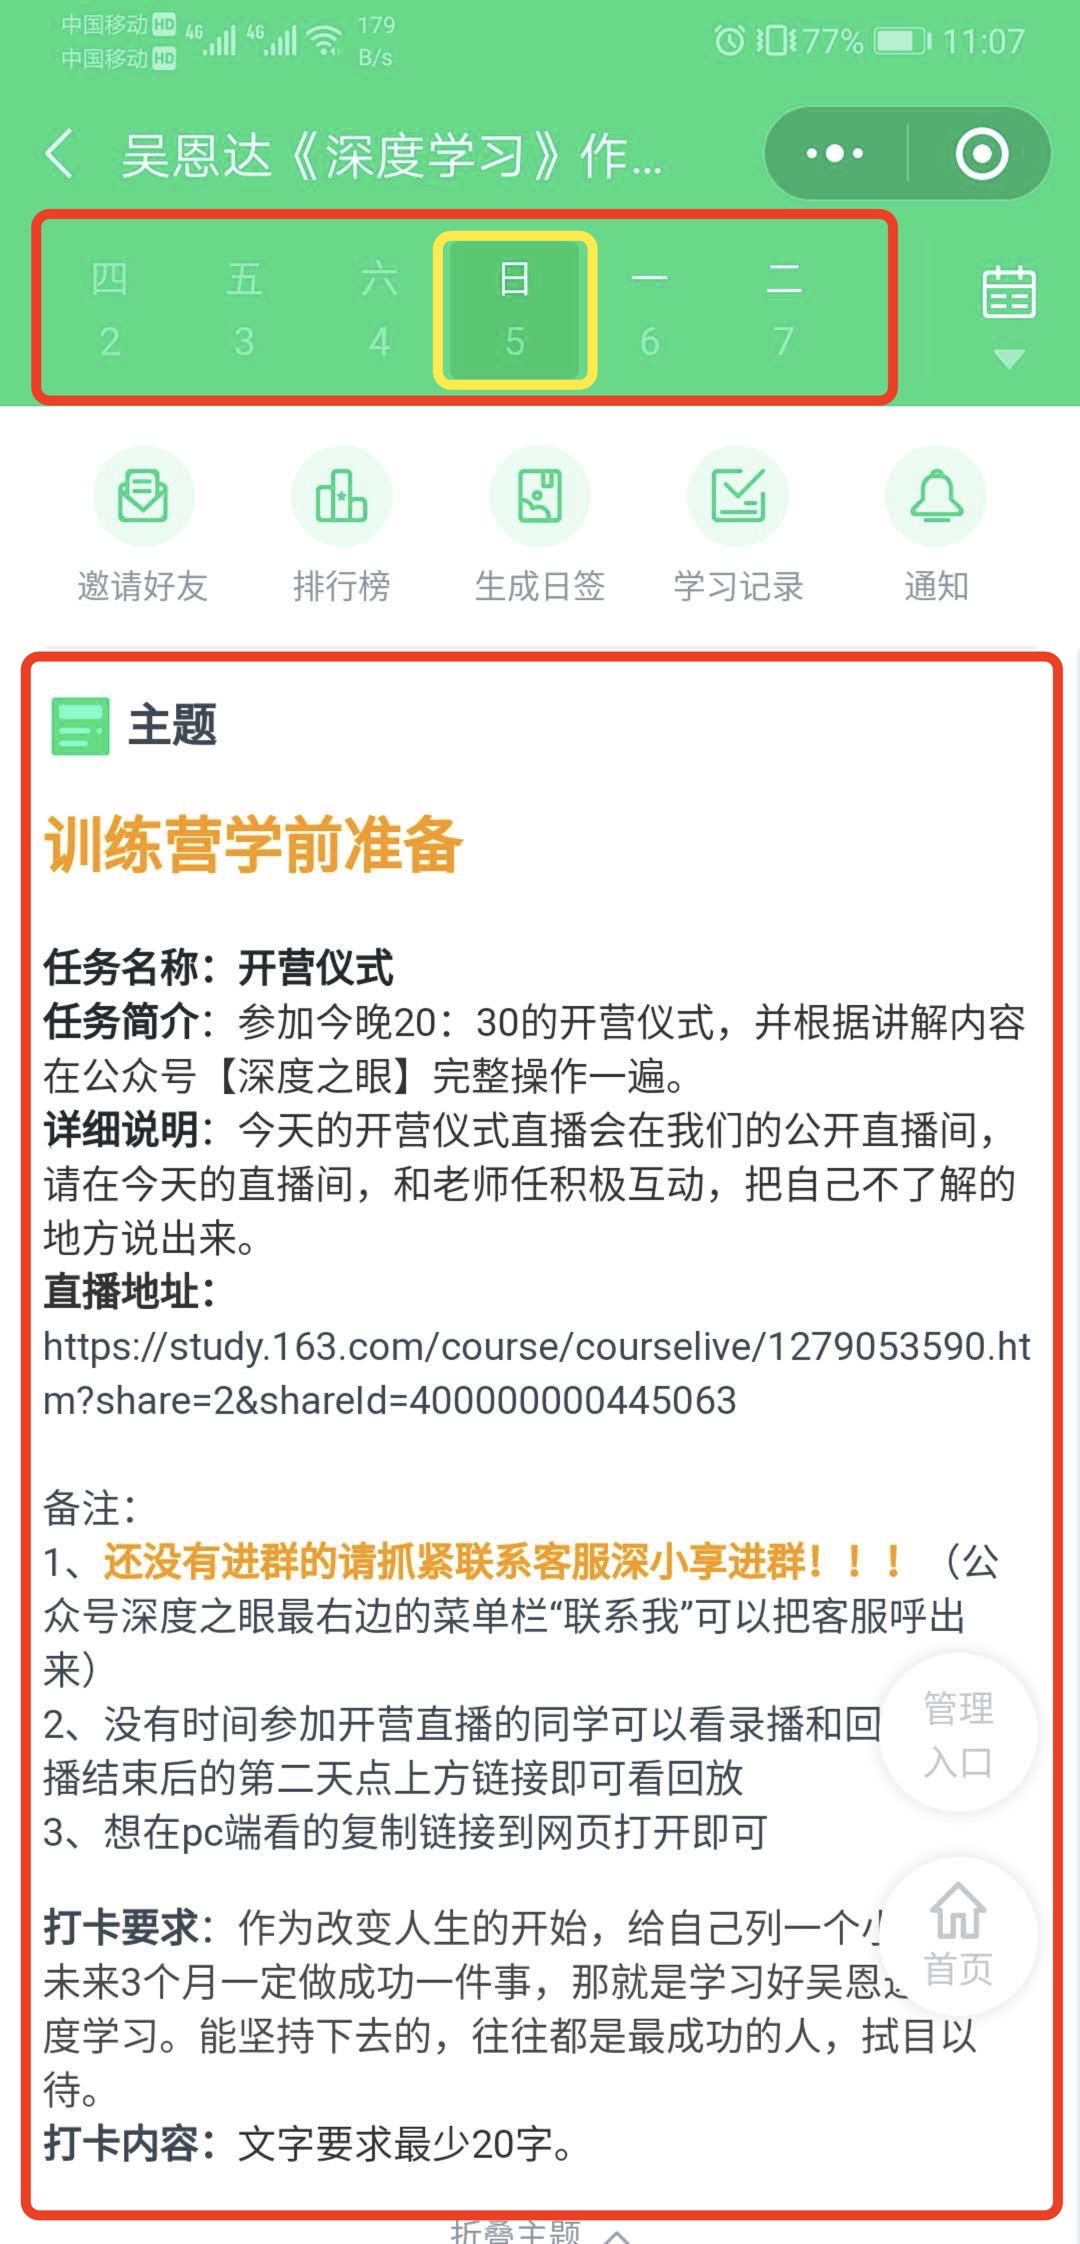 中国移动 HD 4G 4G 179 77% 11:07
中国移动 HD B/s
吴恩达《深度学习》作...
四 五 六 日 一 二
2 3 4 5 6 7
邀请好友 排行榜 生成日签 学习记录 通知
主题
训练营学前准备
任务名称：开营仪式
任务简介：参加今晚20：30的开营仪式，并根据讲解内容
在公众号【深度之眼】完整操作一遍。
详细说明：今天的开营仪式直播会在我们的公开直播间，
请在今天的直播间，和老师任积极互动，把自己不了解的
地方说出来。
直播地址：
https://study.163.com/course/courselive/1279053590.ht
m?share=2&shareId=400000000445063
备注：
1、还没有进群的请抓紧联系客服深小享进群！！！（公
众号深度之眼最右边的菜单栏“联系我”可以把客服呼出
来）
2、没有时间参加开营直播的同学可以看录播和回
播结束后的第二天点上方链接即可看回放
3、想在pc端看的复制链接到网页打开即可
管理
入口
打卡要求：作为改变人生的开始，给自己列一个
未来3个月一定做成功一件事，那就是学习好吴恩
度学习。能坚持下去的，往往都是最成功的人，拭目以
待。
首页
打卡内容：文字要求最少20字。
折叠主题